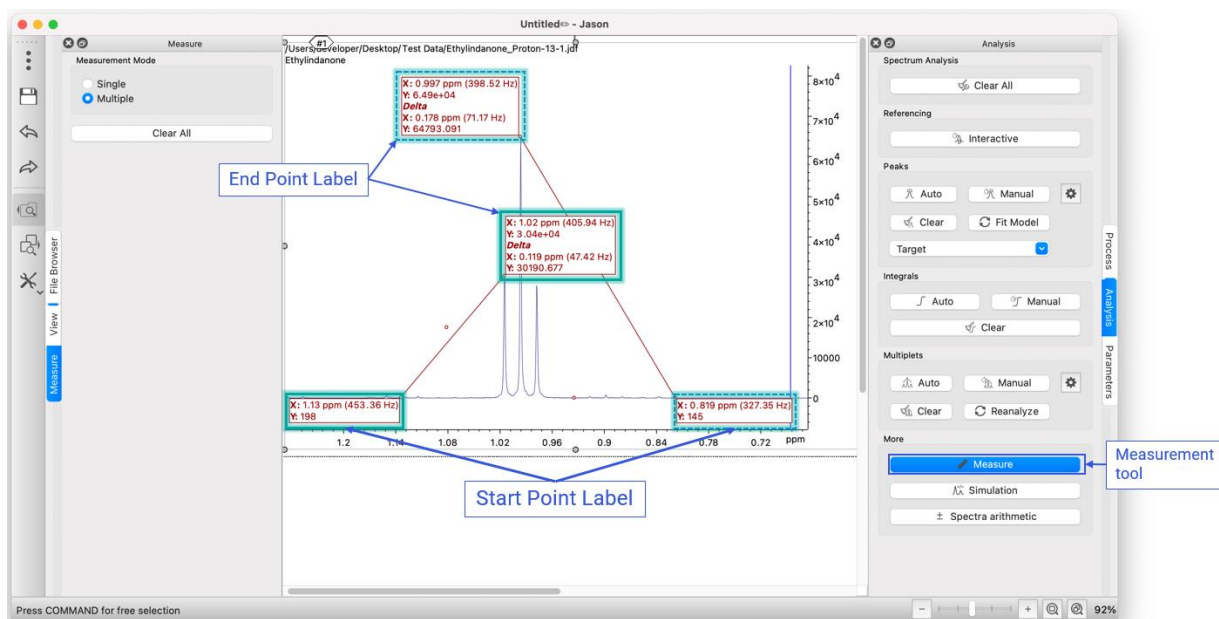 Untitled - Jason
Measure
Measurement Mode
Single
Multiple
Clear All
File Browser
View
Measure
#1
/Users/developer/Desktop/Test Data/Ethylindanone_Proton-13-1.jdf
Ethylindanone
X: 0.997 ppm (398.52 Hz)
Y: 6.49e+04
Delta
X: 0.178 ppm (71.17 Hz)
Y: 64793.091
End Point Label
X: 1.02 ppm (405.94 Hz)
Y: 3.04e+04
Delta
X: 0.119 ppm (47.42 Hz)
Y: 30190.677
X: 1.13 ppm (453.36 Hz)
Y: 198
X: 0.819 ppm (327.35 Hz)
Y: 145
8×10⁴
7×10⁴
6×10⁴
5×10⁴
4×10⁴
3×10⁴
2×10⁴
10000
0
1.2 1.14 1.08 1.02 0.96 0.9 0.84 0.78 0.72 ppm
Start Point Label
Analysis
Spectrum Analysis
Clear All
Referencing
Interactive
Peaks
Auto Manual
Clear Fit Model
Target
Integrals
Auto Manual
Clear
Multiplets
Auto Manual
Clear Reanalyze
More
Measure
Simulation
± Spectra arithmetic
Process
Analysis
Parameters
Measurement
tool
Press COMMAND for free selection
− + 92%